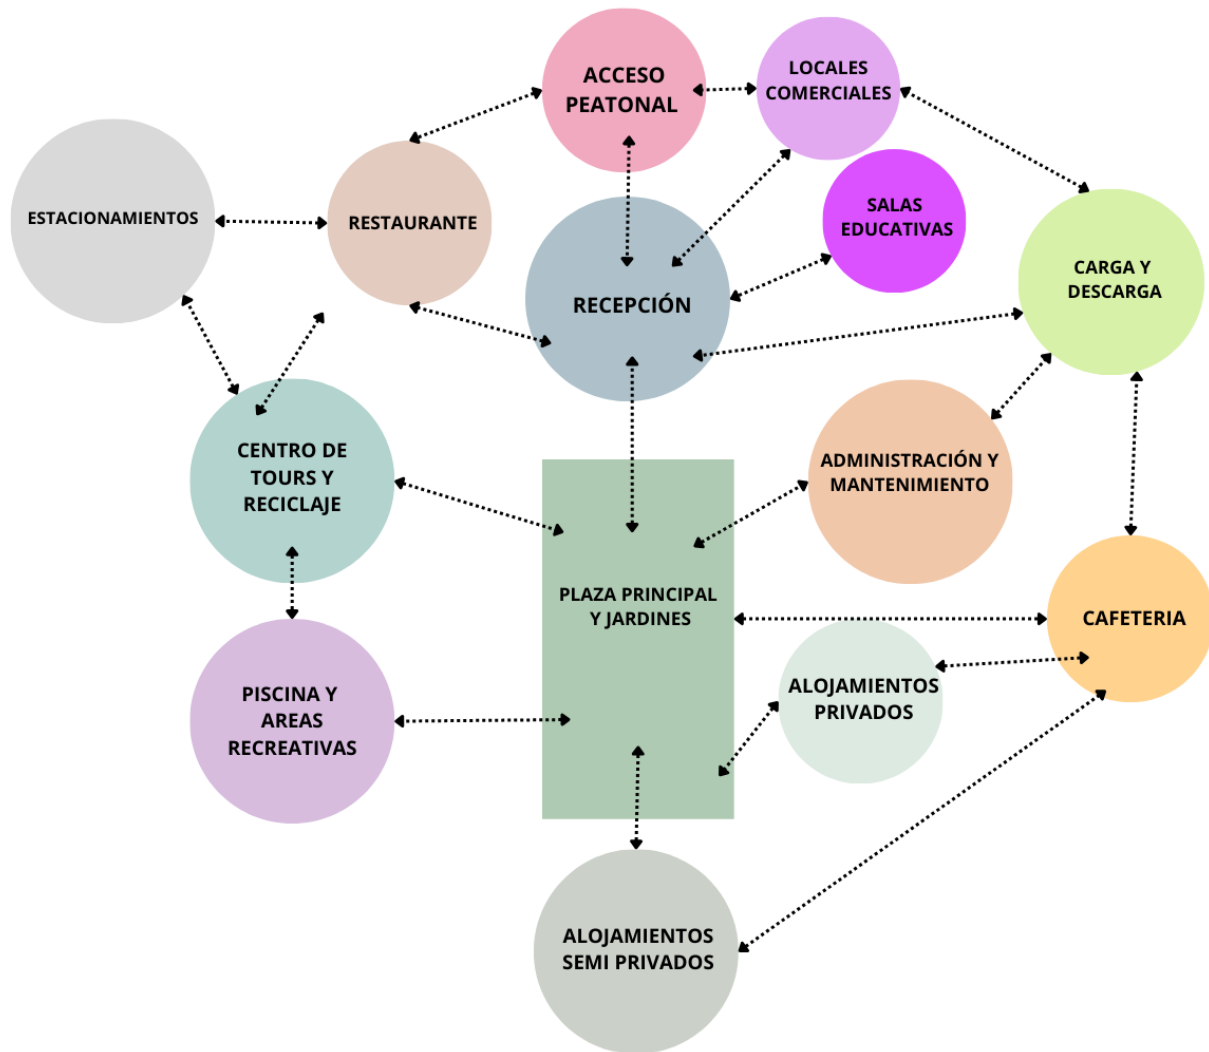 ACCESO
PEATONAL
LOCALES
COMERCIALES
ESTACIONAMIENTOS
RESTAURANTE
SALAS
EDUCATIVAS
RECEPCIÓN
CARGA Y
DESCARGA
CENTRO DE
TOURS Y
RECICLAJE
ADMINISTRACIÓN Y
MANTENIMIENTO
PLAZA PRINCIPAL
Y JARDINES
CAFETERIA
PISCINA Y
AREAS
RECREATIVAS
ALOJAMIENTOS
PRIVADOS
ALOJAMIENTOS
SEMI PRIVADOS